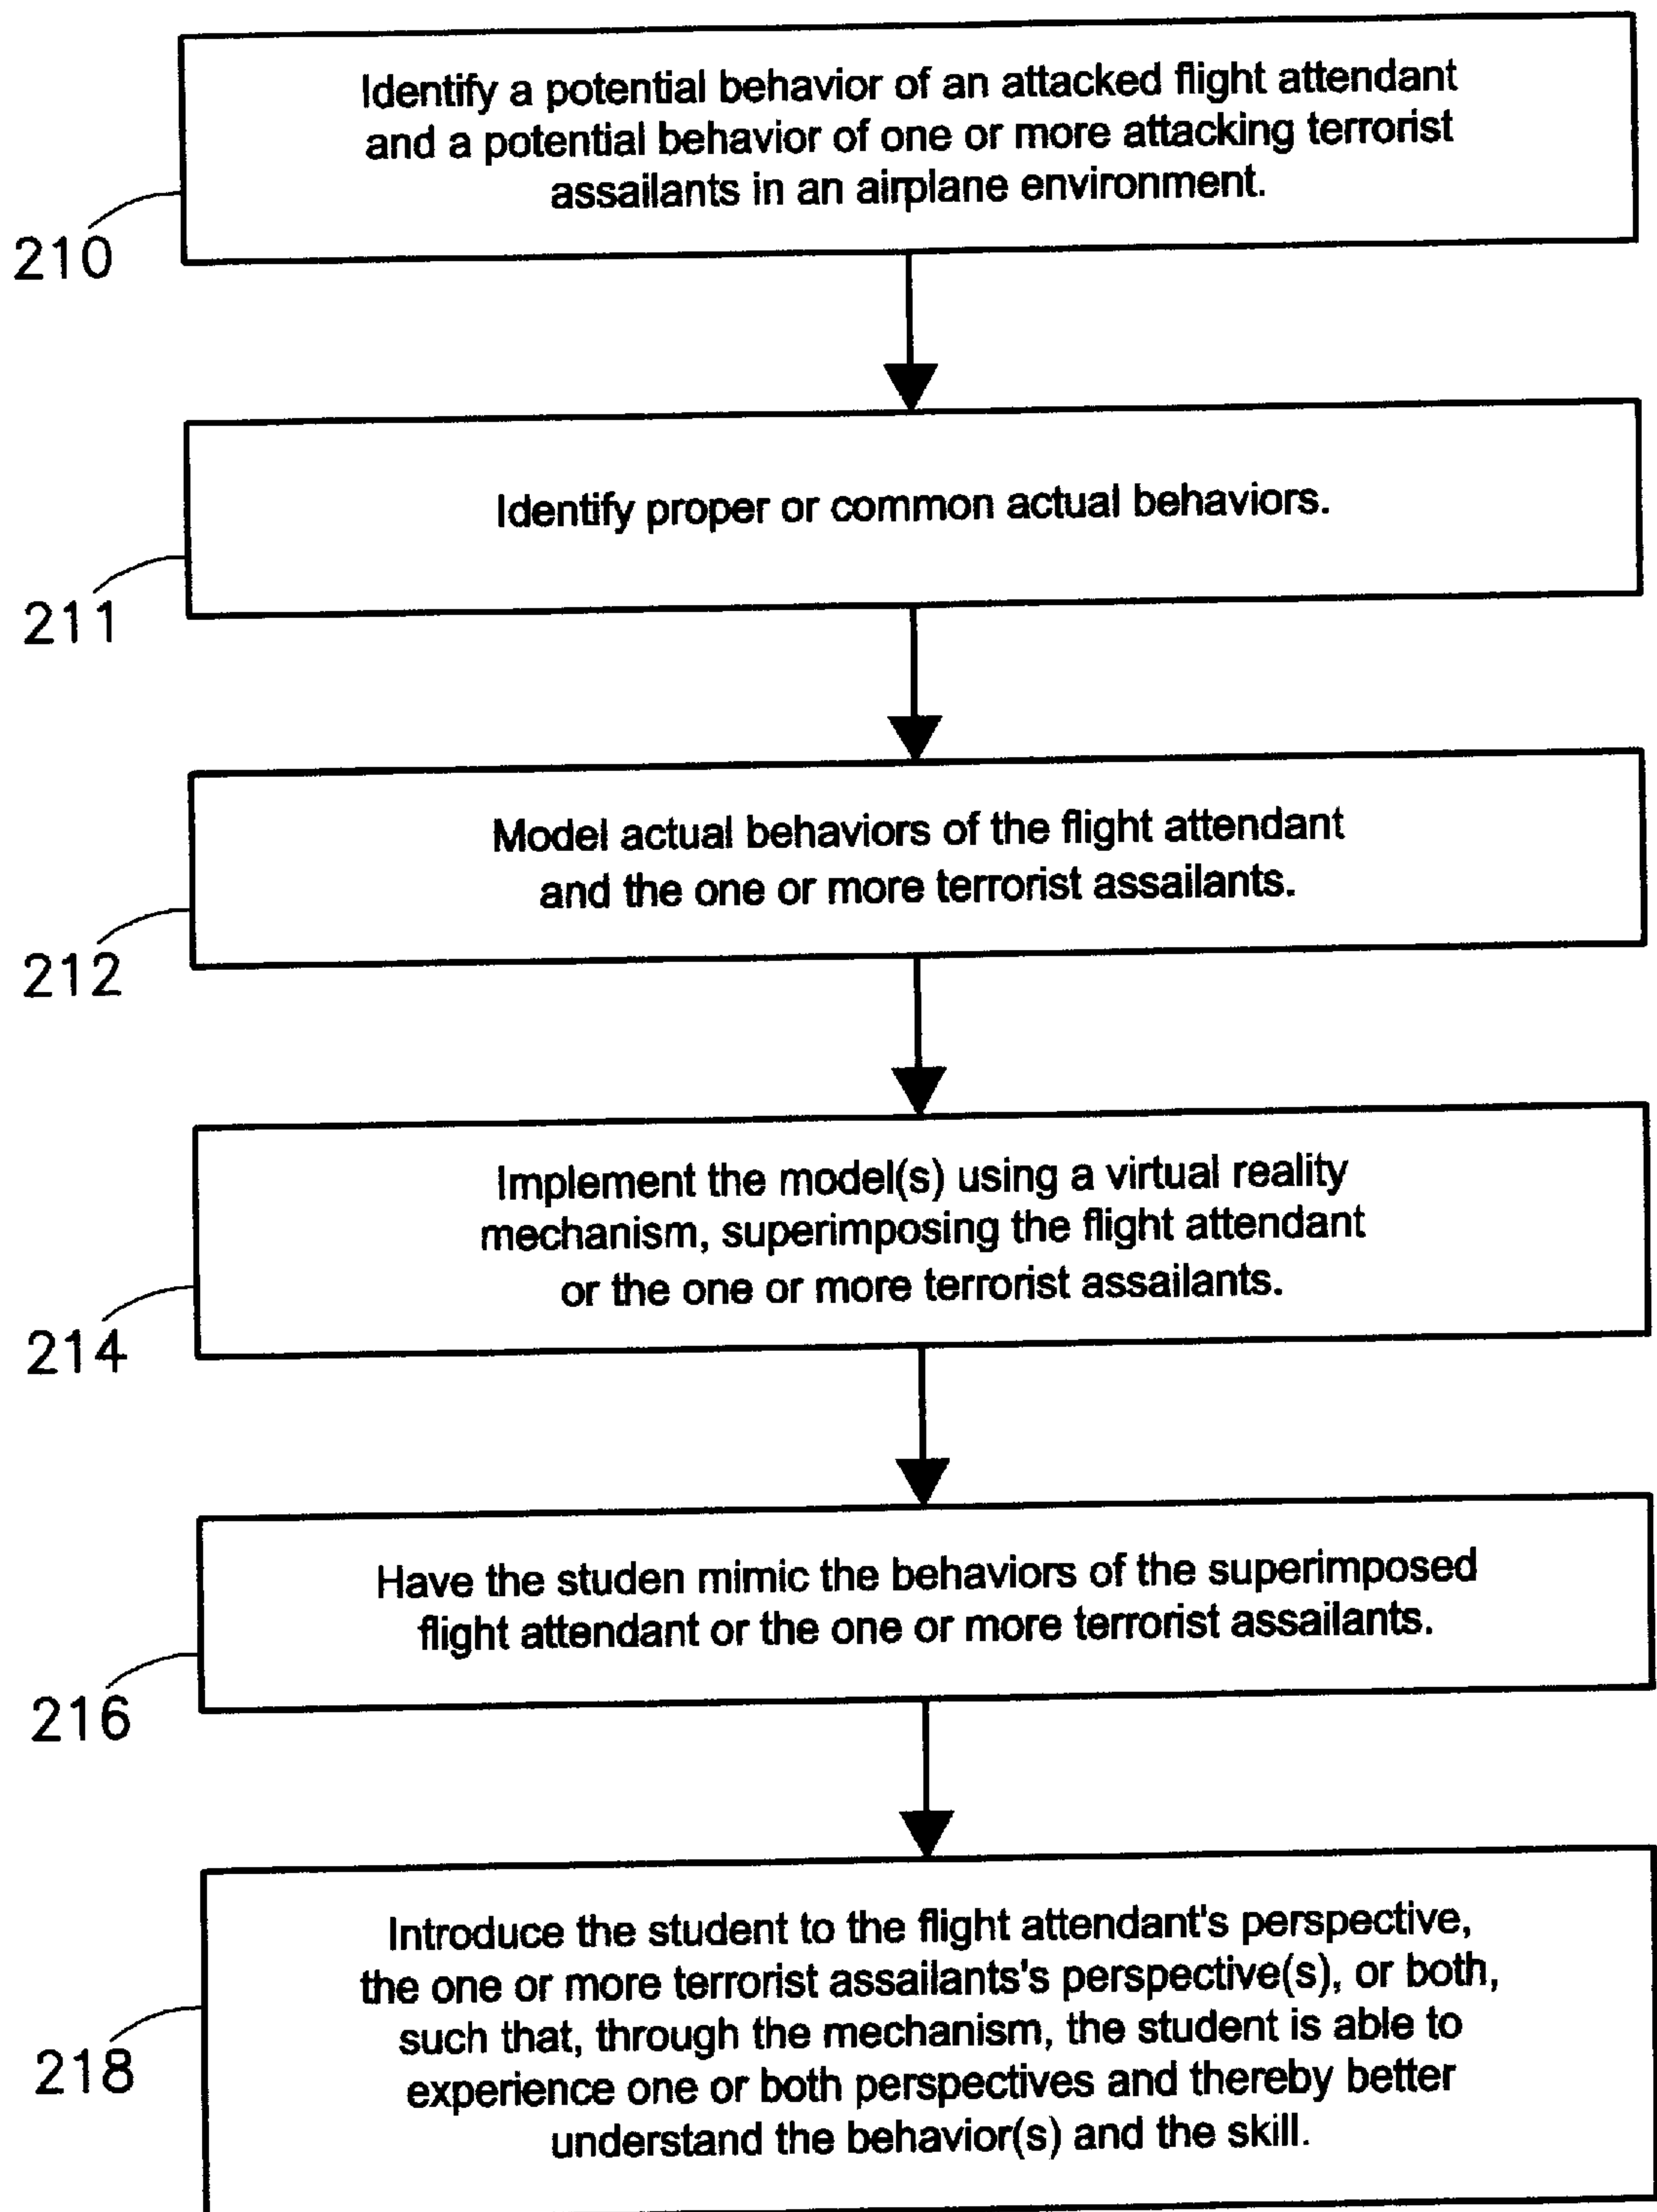 Identify a potential behavior of an attacked flight attendant
and a potential behavior of one or more attacking terrorist
assailants in an airplane environment.
210
Identify proper or common actual behaviors.
211
Model actual behaviors of the flight attendant
and the one or more terrorist assailants.
212
Implement the model(s) using a virtual reality
mechanism, superimposing the flight attendant
or the one or more terrorist assailants.
214
Have the studen mimic the behaviors of the superimposed
flight attendant or the one or more terrorist assailants.
216
Introduce the student to the flight attendant's perspective,
the one or more terrorist assailants's perspective(s), or both,
such that, through the mechanism, the student is able to
experience one or both perspectives and thereby better
understand the behavior(s) and the skill.
218